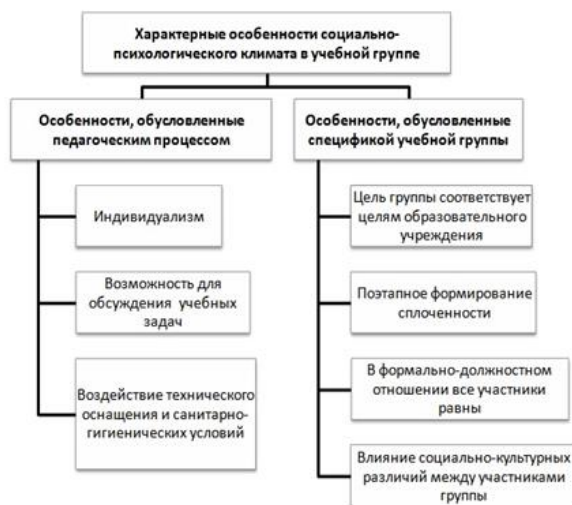 Характерные особенности социально-
психологического климата в учебной группе
Особенности, обусловленные
педагоческим процессом
Индивидуализм
Возможность для
обсуждения учебных
задач
Воздействие технического
оснащения и санитарно-
гигиенических условий
Особенности, обусловленные
спецификой учебной группы
Цель группы соответствует
целям образовательного
учреждения
Поэтапное формирование
сплоченности
В формально-должностном
отношении все участники
равны
Влияние социально-культурных
различий между участниками
группы